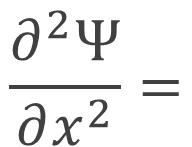 ∂²Ψ
∂x² =